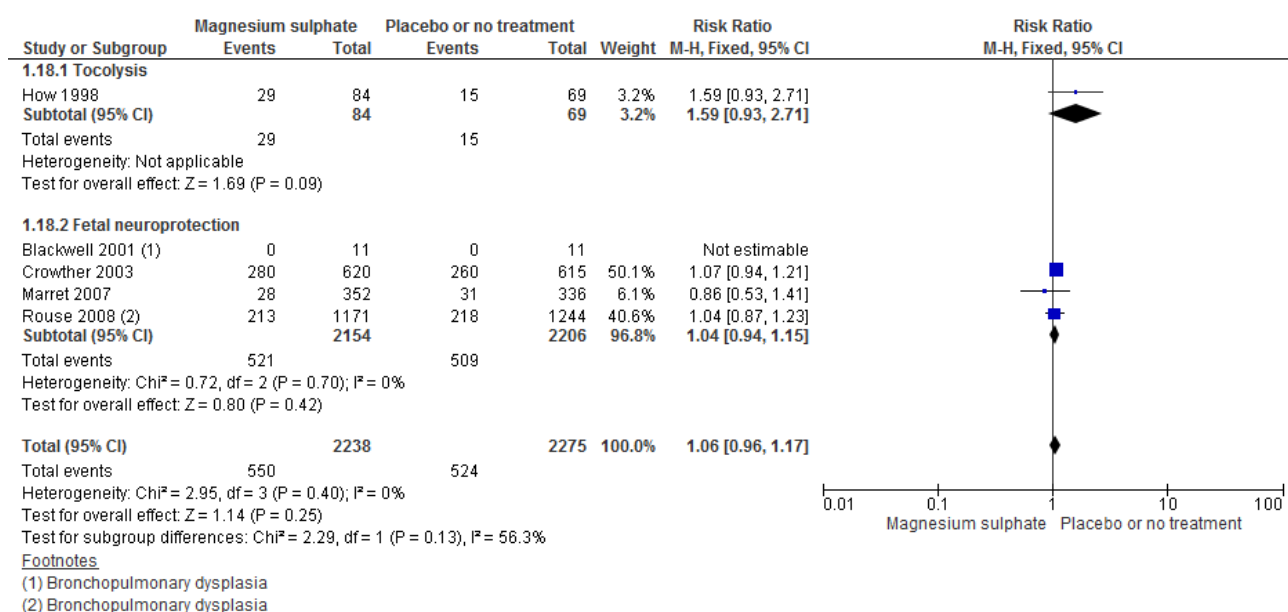 Magnesium sulphate Placebo or no treatment Risk Ratio Risk Ratio
Study or Subgroup Events Total Events Total Weight M-H, Fixed, 95% CI M-H, Fixed, 95% CI
1.18.1 Tocolysis
How 1998 29 84 15 69 3.2% 1.59 [0.93, 2.71]
Subtotal (95% CI) 84 69 3.2% 1.59 [0.93, 2.71]
Total events 29 15
Heterogeneity: Not applicable
Test for overall effect: Z = 1.69 (P = 0.09)
1.18.2 Fetal neuroprotection
Blackwell 2001 (1) 0 11 0 11 Not estimable
Crowther 2003 280 620 260 615 50.1% 1.07 [0.94, 1.21]
Marret 2007 28 352 31 336 6.1% 0.86 [0.53, 1.41]
Rouse 2008 (2) 213 1171 218 1244 40.6% 1.04 [0.87, 1.23]
Subtotal (95% CI) 2154 2206 96.8% 1.04 [0.94, 1.15]
Total events 521 509
Heterogeneity: Chi² = 0.72, df = 2 (P = 0.70); I² = 0%
Test for overall effect: Z = 0.80 (P = 0.42)
Total (95% CI) 2238 2275 100.0% 1.06 [0.96, 1.17]
Total events 550 524
Heterogeneity: Chi² = 2.95, df = 3 (P = 0.40); I² = 0%
Test for overall effect: Z = 1.14 (P = 0.25)
Test for subgroup differences: Chi² = 2.29, df = 1 (P = 0.13), I² = 56.3%
0.01 0.1 1 10 100
Magnesium sulphate Placebo or no treatment
Footnotes
(1) Bronchopulmonary dysplasia
(2) Bronchopulmonary dysplasia